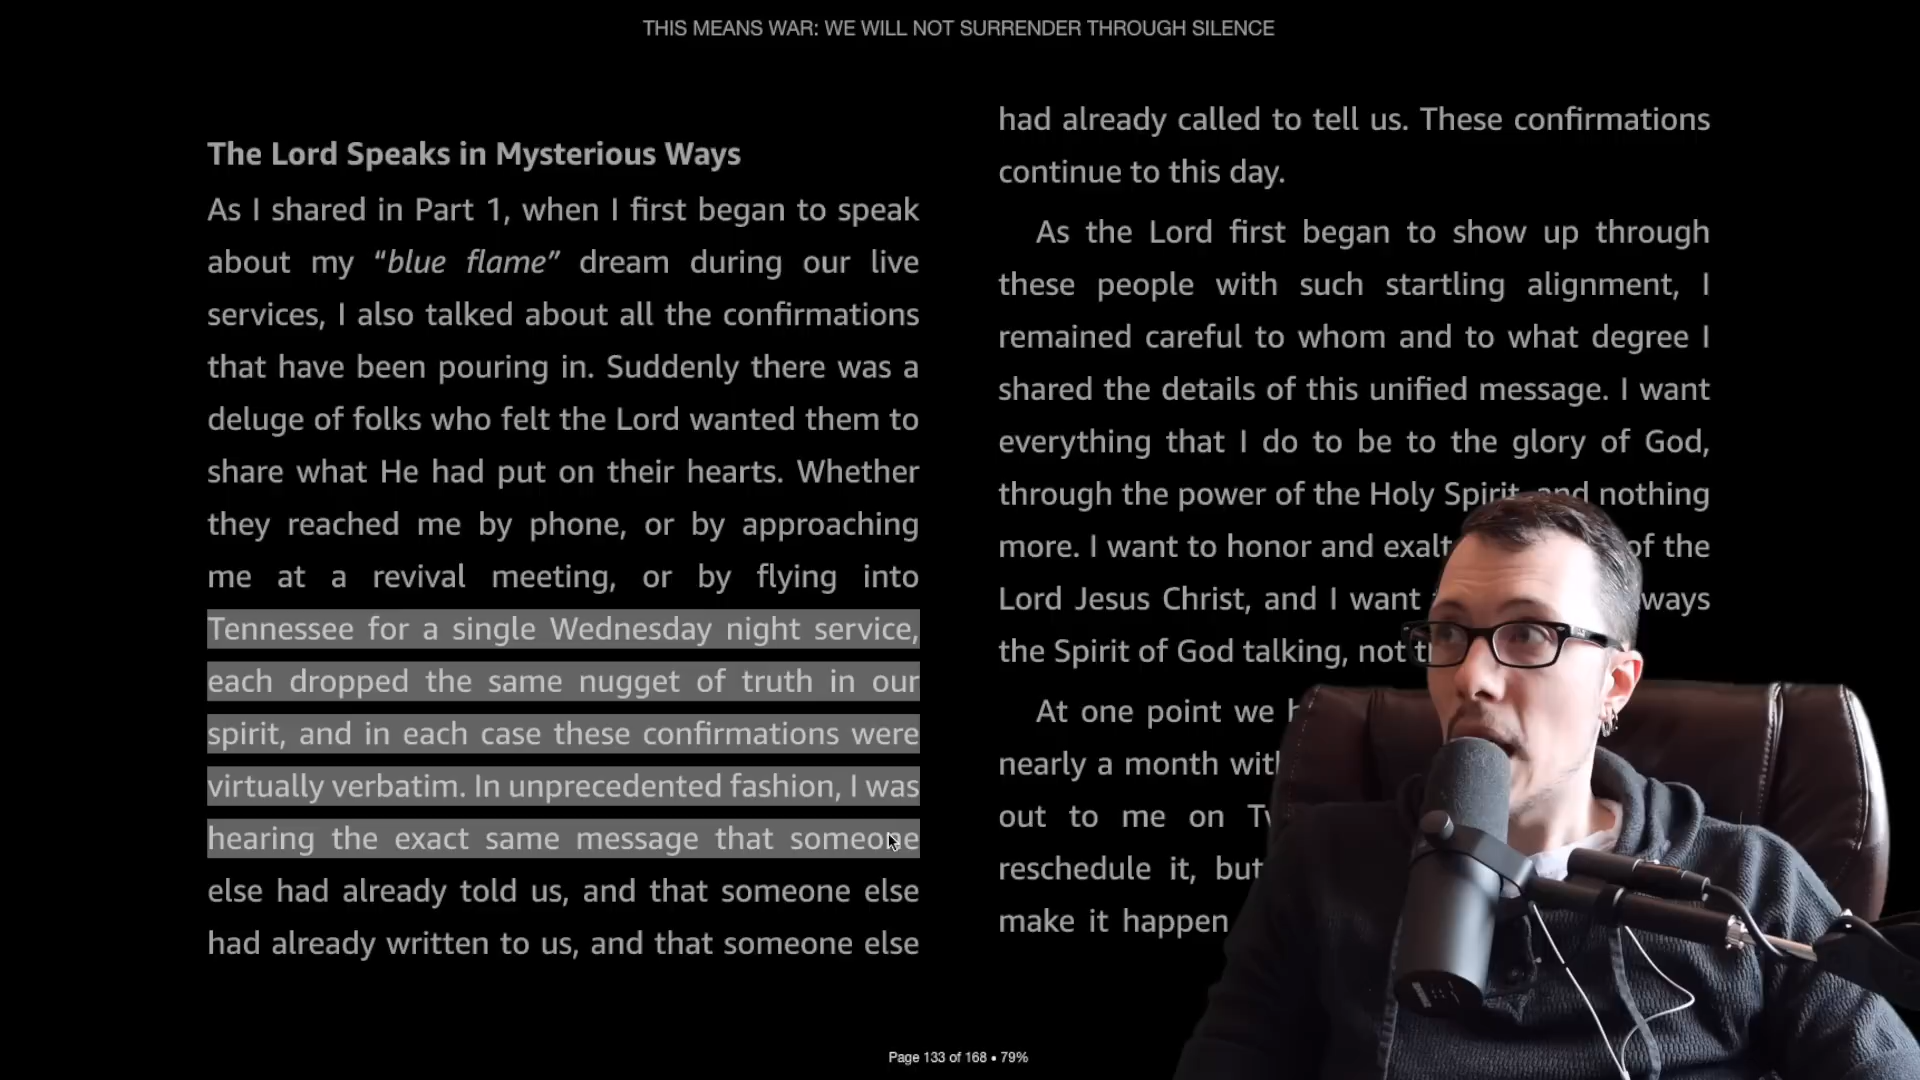 THIS MEANS WAR: WE WILL NOT SURRENDER THROUGH SILENCE
The Lord Speaks in Mysterious Ways
As I shared in Part 1, when I first began to speak
about my “blue flame” dream during our live
services, I also talked about all the confirmations
that have been pouring in. Suddenly there was a
deluge of folks who felt the Lord wanted them to
share what He had put on their hearts. Whether
they reached me by phone, or by approaching
me at a revival meeting, or by flying into
Tennessee for a single Wednesday night service,
each dropped the same nugget of truth in our
spirit, and in each case these confirmations were
virtually verbatim. In unprecedented fashion, I was
hearing the exact same message that someone
else had already told us, and that someone else
had already written to us, and that someone else
had already called to tell us. These confirmations
continue to this day.
As the Lord first began to show up through
these people with such startling alignment, I
remained careful to whom and to what degree I
shared the details of this unified message. I want
everything that I do to be to the glory of God,
through the power of the Holy Spirit, and nothing
more. I want to honor and exalt of the
Lord Jesus Christ, and I want
the Spirit of God talking, not
At one point we
nearly a month
out to me on
reschedule it, but
make it happen
Page 133 of 168 • 79%